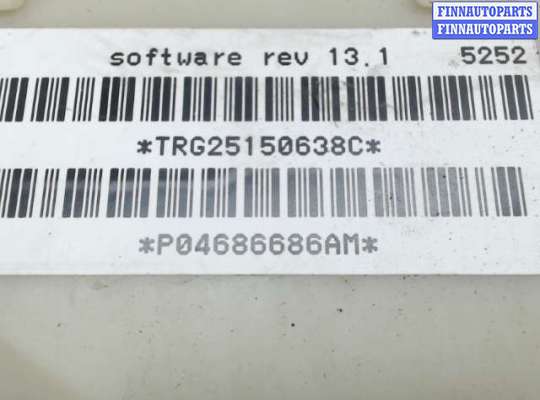 FINNAUTOPARTS
FINNAUTOPARTS
software rev 13.1 5252
*TRG25150638C*
*P04686686AM*